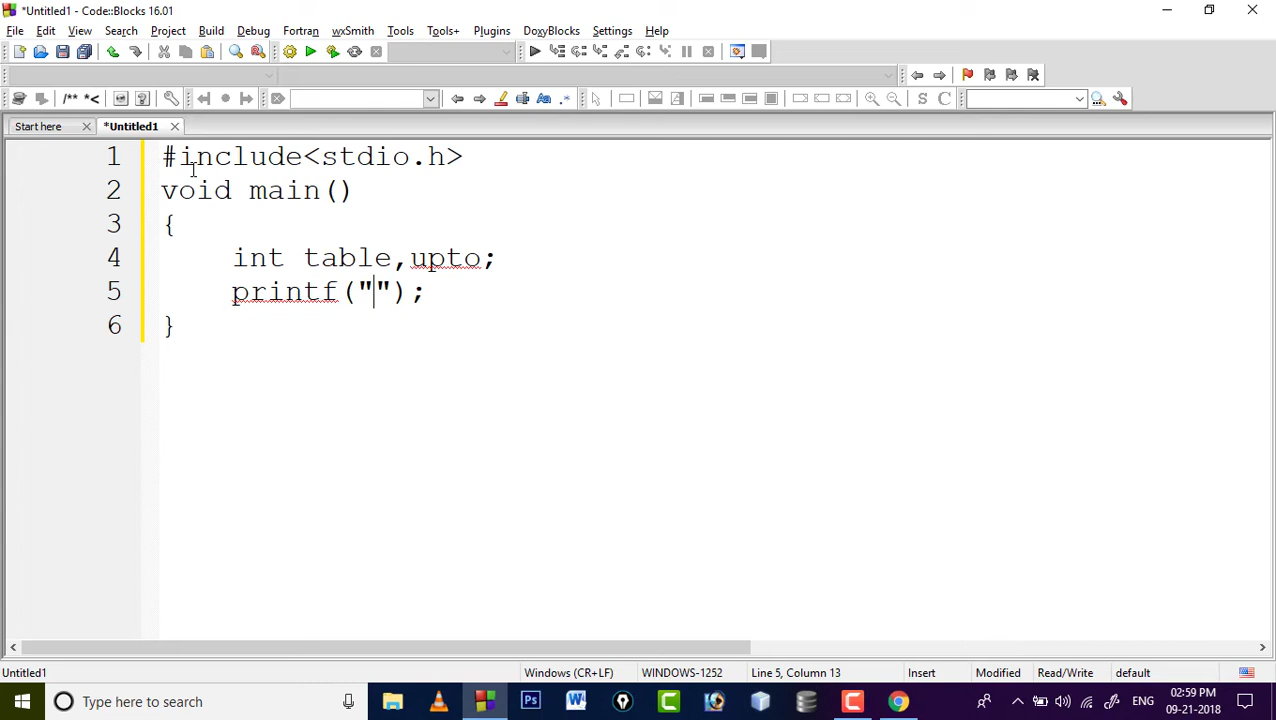 *Untitled1 - Code::Blocks 16.01
File Edit View Search Project Build Debug Fortran wxSmith Tools Tools+ Plugins DoxyBlocks Settings Help
/** *<
S C
Start here *Untitled1
1 #include<stdio.h>
2 void main()
3 {
4 int table,upto;
5 printf("");
6 }
Untitled1 Windows (CR+LF) WINDOWS-1252 Line 5, Column 13 Insert Modified Read/Write default
Type here to search ENG 02:59 PM
09-21-2018